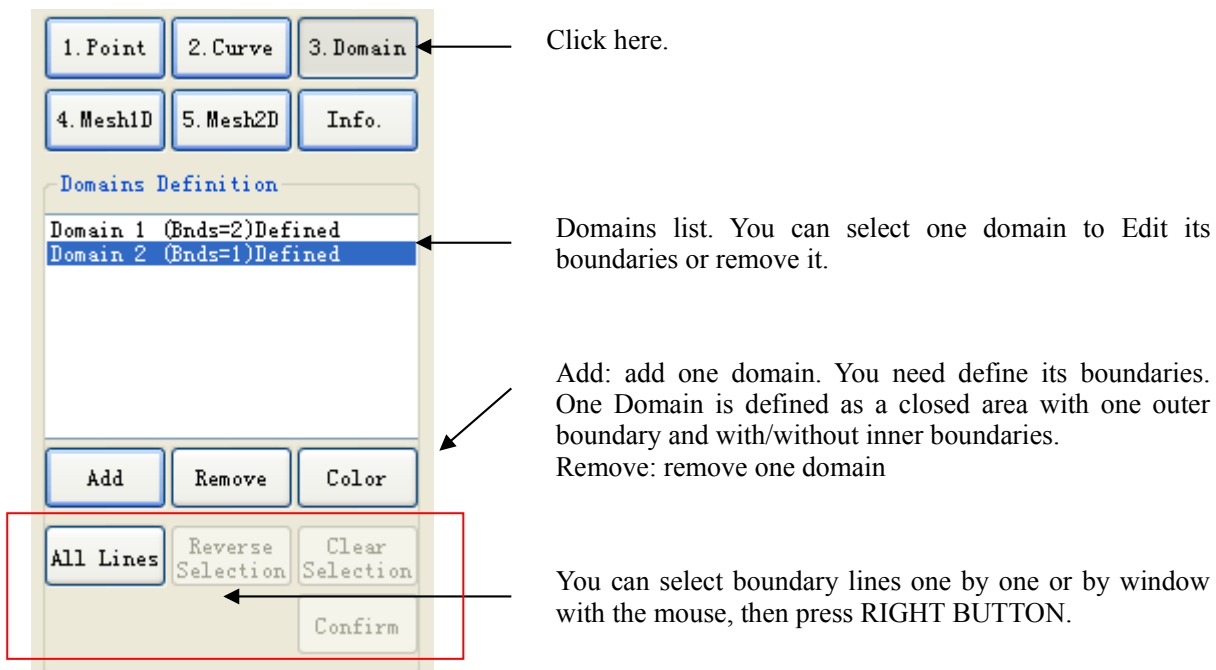 1.Point 2.Curve 3.Domain
Click here.
4.Mesh1D 5.Mesh2D Info.
Domains Definition
Domain 1 (Bnds=2)Defined
Domain 2 (Bnds=1)Defined
Domains list. You can select one domain to Edit its
boundaries or remove it.
Add: add one domain. You need define its boundaries.
One Domain is defined as a closed area with one outer
boundary and with/without inner boundaries.
Remove: remove one domain
Add Remove Color
All Lines Reverse Selection Clear Selection
You can select boundary lines one by one or by window
with the mouse, then press RIGHT BUTTON.
Confirm